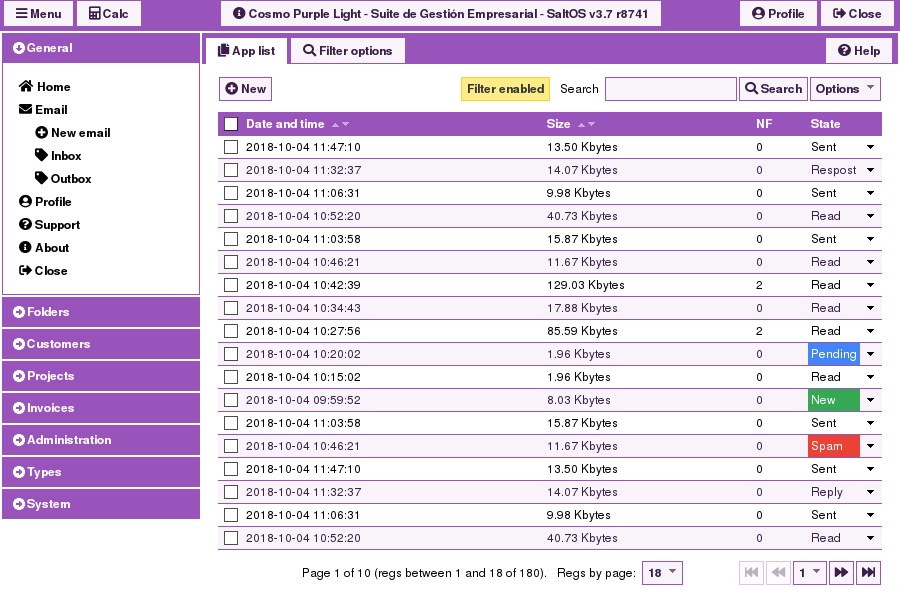 Menu Calc Cosmo Purple Light - Suite de Gestión Empresarial - SaltOS v3.7 r8741 Profile Close
General
Home
Email
New email
Inbox
Outbox
Profile
Support
About
Close
Folders
Customers
Projects
Invoices
Administration
Types
System
App list Filter options Help
New Filter enabled Search Search Options
Date and time Size NF State
2018-10-04 11:47:10 13.50 Kbytes 0 Sent
2018-10-04 11:32:37 14.07 Kbytes 0 Respost
2018-10-04 11:06:31 9.98 Kbytes 0 Sent
2018-10-04 10:52:20 40.73 Kbytes 0 Read
2018-10-04 11:03:58 15.87 Kbytes 0 Sent
2018-10-04 10:46:21 11.67 Kbytes 0 Read
2018-10-04 10:42:39 129.03 Kbytes 2 Read
2018-10-04 10:34:43 17.88 Kbytes 0 Read
2018-10-04 10:27:56 85.59 Kbytes 2 Read
2018-10-04 10:20:02 1.96 Kbytes 0 Pending
2018-10-04 10:15:02 1.96 Kbytes 0 Read
2018-10-04 09:59:52 8.03 Kbytes 0 New
2018-10-04 11:03:58 15.87 Kbytes 0 Sent
2018-10-04 10:46:21 11.67 Kbytes 0 Spam
2018-10-04 11:47:10 13.50 Kbytes 0 Sent
2018-10-04 11:32:37 14.07 Kbytes 0 Reply
2018-10-04 11:06:31 9.98 Kbytes 0 Sent
2018-10-04 10:52:20 40.73 Kbytes 0 Read
Page 1 of 10 (regs between 1 and 18 of 180). Regs by page: 18 1